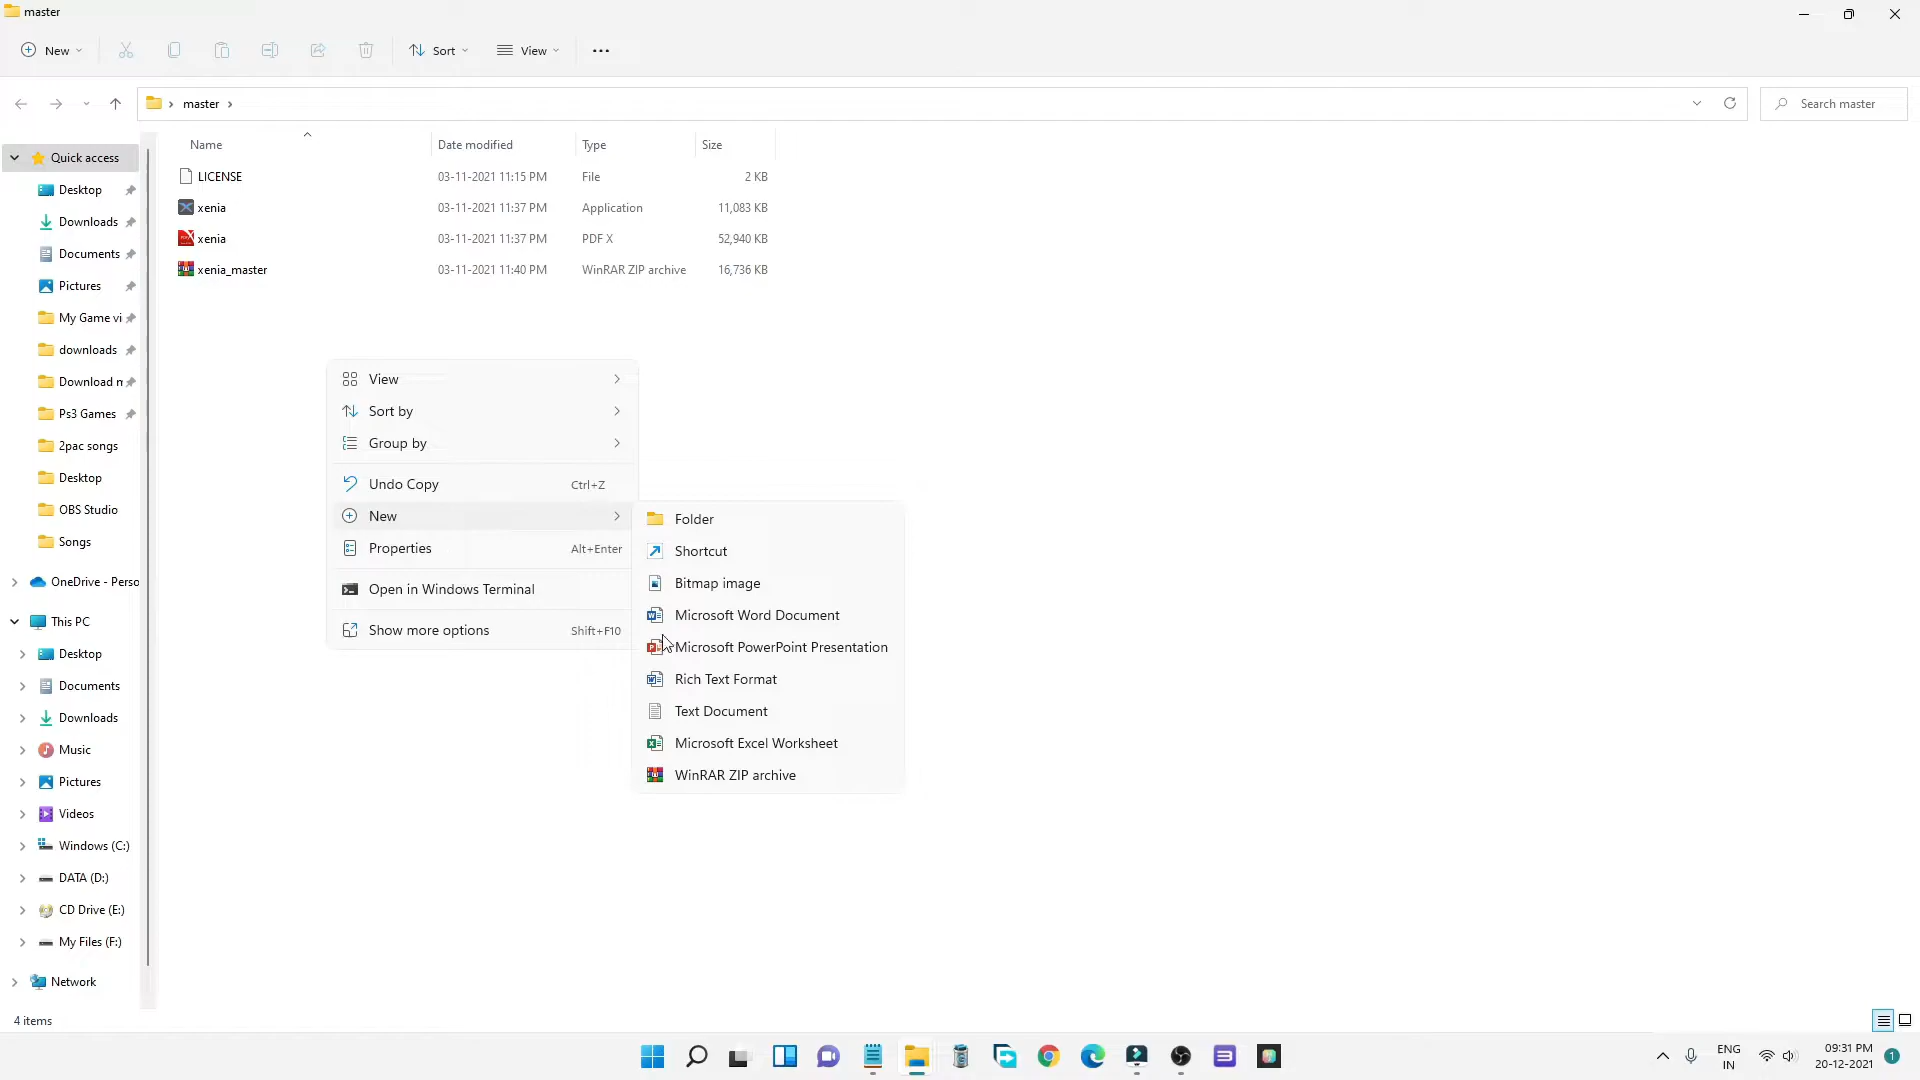 master
New
Sort
View
master
Search master
Name
Date modified
Type
Size
LICENSE
03-11-2021 11:15 PM
File
2 KB
xenia
03-11-2021 11:37 PM
Application
11,083 KB
xenia
03-11-2021 11:37 PM
PDF X
52,940 KB
xenia_master
03-11-2021 11:40 PM
WinRAR ZIP archive
16,736 KB
Quick access
Desktop
Downloads
Documents
Pictures
My Game vi
downloads
Download m
Ps3 Games
2pac songs
Desktop
OBS Studio
Songs
OneDrive - Perso
This PC
Desktop
Documents
Downloads
Music
Pictures
Videos
Windows (C:)
DATA (D:)
CD Drive (E:)
My Files (F:)
Network
View
Sort by
Group by
Undo Copy Ctrl+Z
New
Properties Alt+Enter
Open in Windows Terminal
Show more options Shift+F10
Folder
Shortcut
Bitmap image
Microsoft Word Document
Microsoft PowerPoint Presentation
Rich Text Format
Text Document
Microsoft Excel Worksheet
WinRAR ZIP archive
4 items
ENG
IN
09:31 PM
20-12-2021
1